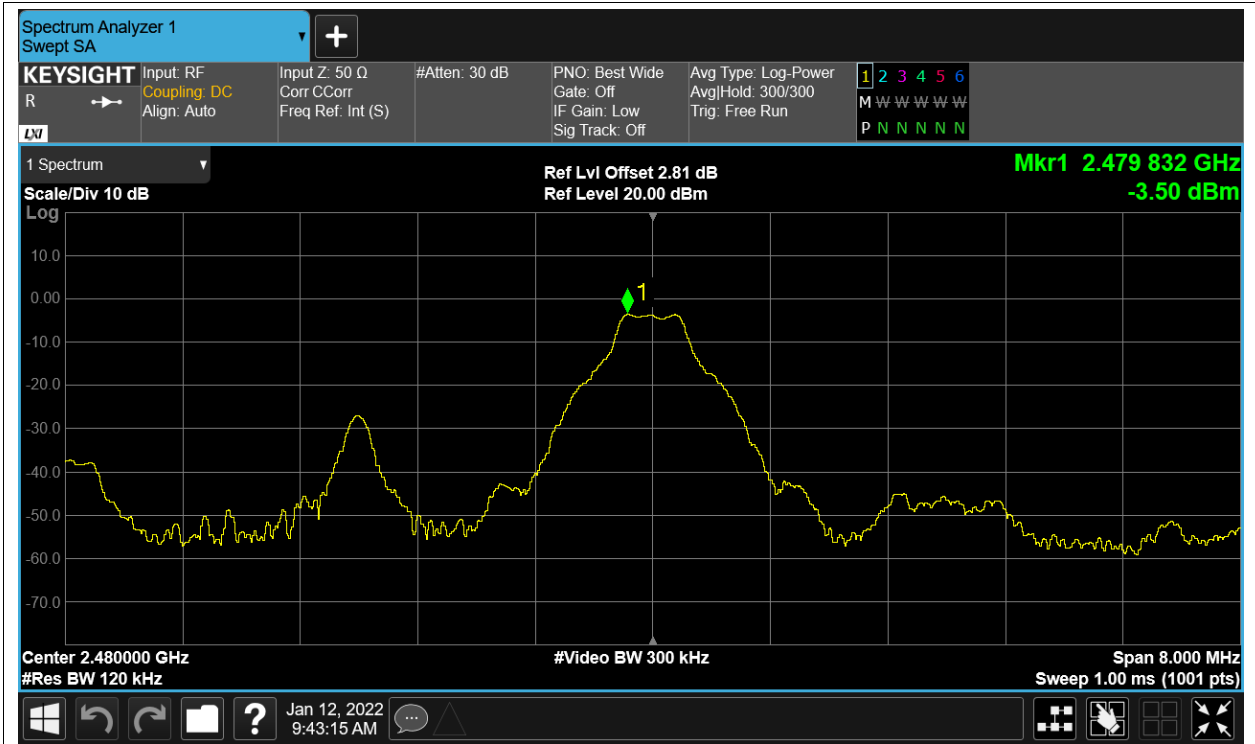 Spectrum Analyzer 1
Swept SA
KEYSIGHT
R
LXI
Input: RF
Coupling: DC
Align: Auto
Input Z: 50 Ω
Corr CCorr
Freq Ref: Int (S)
#Atten: 30 dB
PNO: Best Wide
Gate: Off
IF Gain: Low
Sig Track: Off
Avg Type: Log-Power
Avg|Hold: 300/300
Trig: Free Run
1 2 3 4 5 6
M W W W W W
P N N N N N
1 Spectrum
Scale/Div 10 dB
Log
Ref Lvl Offset 2.81 dB
Ref Level 20.00 dBm
Mkr1 2.479 832 GHz
-3.50 dBm
10.0
0.00
1
-10.0
-20.0
-30.0
-40.0
-50.0
-60.0
-70.0
Center 2.480000 GHz
#Res BW 120 kHz
#Video BW 300 kHz
Span 8.000 MHz
Sweep 1.00 ms (1001 pts)
?
Jan 12, 2022
9:43:15 AM